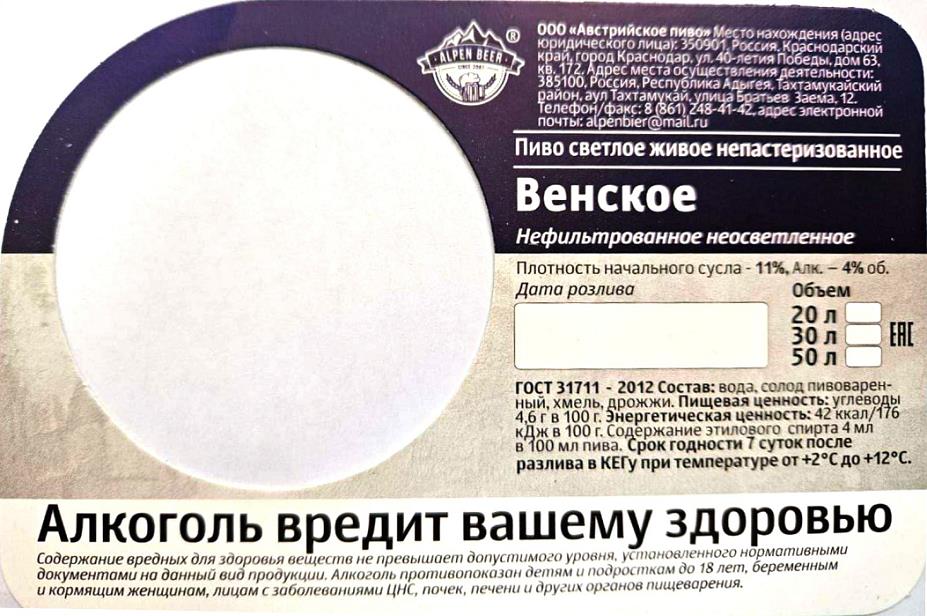 ALPEN BEER
SINCE 2001
®
ООО «Австрийское пиво» Место нахождения (адрес
юридического лица): 350901, Россия, Краснодарский
край, город Краснодар, ул. 40-летия Победы, дом 63,
кв. 172. Адрес места осуществления деятельности:
385100, Россия, Республика Адыгея, Тахтамукайский
район, аул Тахтамукай, улица Братьев Заема, 12.
Телефон/факс: 8 (861) 248-41-42, адрес электронной
почты: alpenbier@mail.ru
Пиво светлое живое непастеризованное
Венское
Нефильтрованное неосветленное
Плотность начального сусла - 11%, Алк. – 4% об.
Дата розлива
Объем
20 л
30 л
50 л
EAC
ГОСТ 31711 - 2012 Состав: вода, солод пивоварен-
ный, хмель, дрожжи. Пищевая ценность: углеводы
4,6 г в 100 г. Энергетическая ценность: 42 ккал/176
кДж в 100 г. Содержание этилового спирта 4 мл
в 100 мл пива. Срок годности 7 суток после
разлива в КЕГу при температуре от +2°С до +12°С.
Алкоголь вредит вашему здоровью
Содержание вредных для здоровья веществ не превышает допустимого уровня, установленного нормативными
документами на данный вид продукции. Алкоголь противопоказан детям и подросткам до 18 лет, беременным
и кормящим женщинам, лицам с заболеваниями ЦНС, почек, печени и других органов пищеварения.